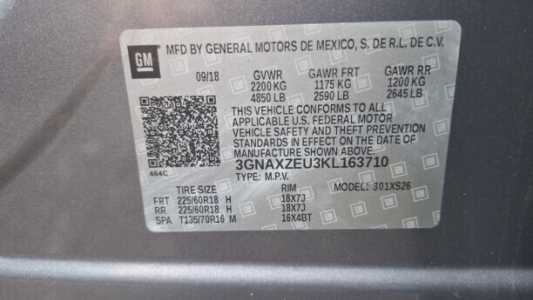 GM
MFD BY GENERAL MOTORS DE MEXICO, S. DE R.L. DE C.V.
09/18 GVWR GAWR FRT GAWR RR
2200 KG 1175 KG 1200 KG
4850 LB 2590 LB 2645 LB
THIS VEHICLE CONFORMS TO ALL
APPLICABLE U.S. FEDERAL MOTOR
VEHICLE SAFETY AND THEFT PREVENTION
STANDARDS IN EFFECT ON THE DATE OF
MANUFACTURE SHOWN ABOVE.
464C
3GNAXZEU3KL163710
TYPE: M.P.V.
TIRE SIZE RIM MODEL: 301XS26
FRT 225/60R18 H 18X7J
RR 225/60R18 H 18X7J
SPA T135/70R16 M 16X4BT